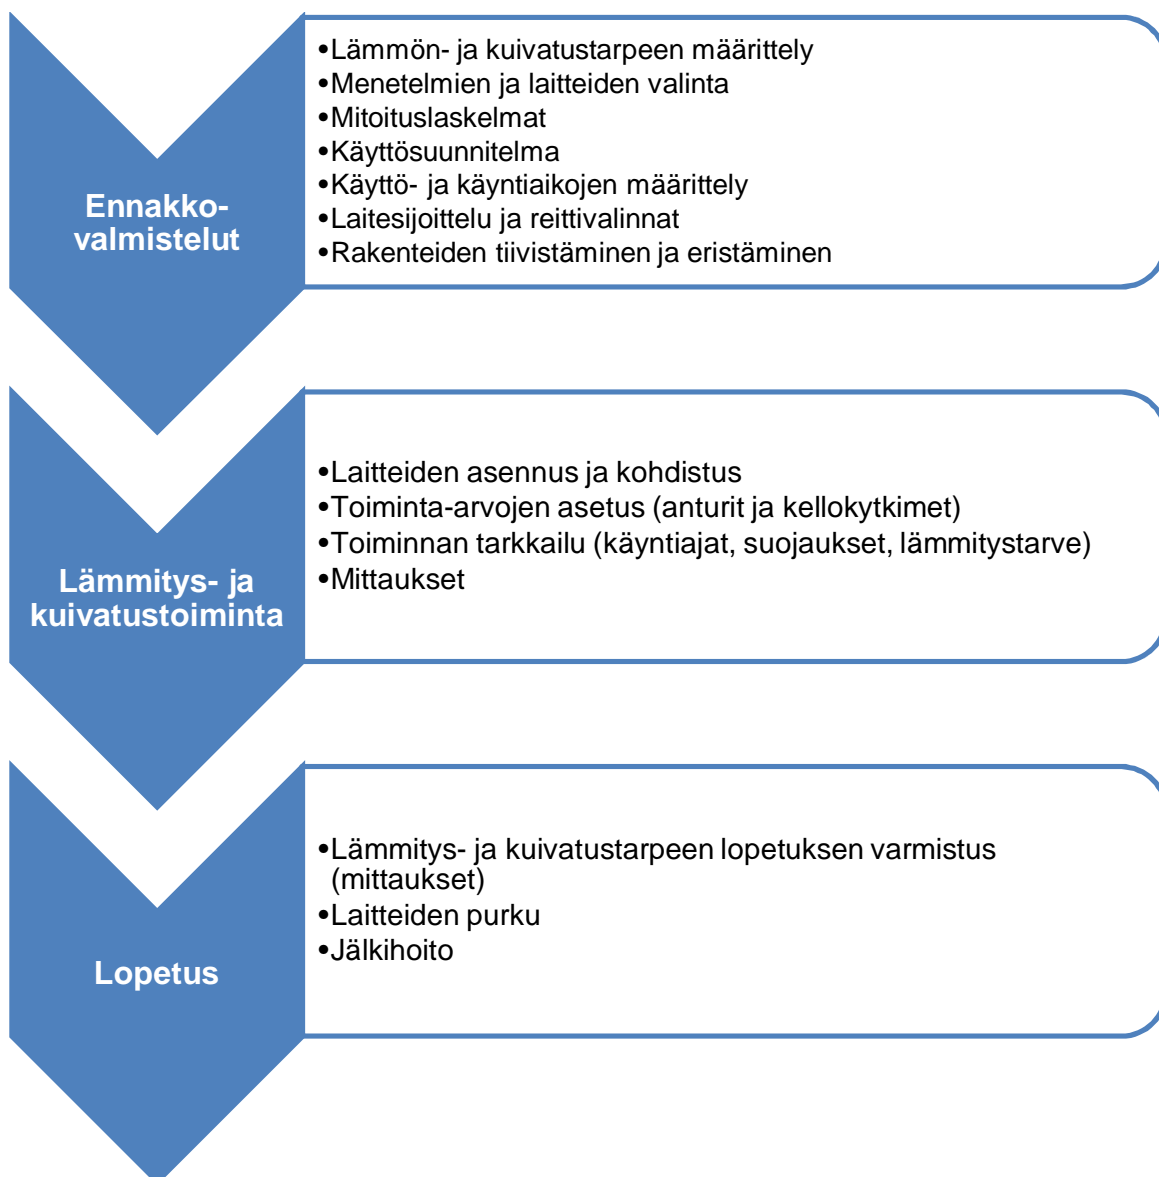 Ennakko-
valmistelut
•Lämmön- ja kuivatustarpeen määrittely
•Menetelmien ja laitteiden valinta
•Mitoituslaskelmat
•Käyttösuunnitelma
•Käyttö- ja käyntiaikojen määrittely
•Laitesijoittelu ja reittivalinnat
•Rakenteiden tiivistäminen ja eristäminen
Lämmitys- ja
kuivatustoiminta
•Laitteiden asennus ja kohdistus
•Toiminta-arvojen asetus (anturit ja kellokytkimet)
•Toiminnan tarkkailu (käyntiajat, suojaukset, lämmitystarve)
•Mittaukset
Lopetus
•Lämmitys- ja kuivatustarpeen lopetuksen varmistus
(mittaukset)
•Laitteiden purku
•Jälkihoito